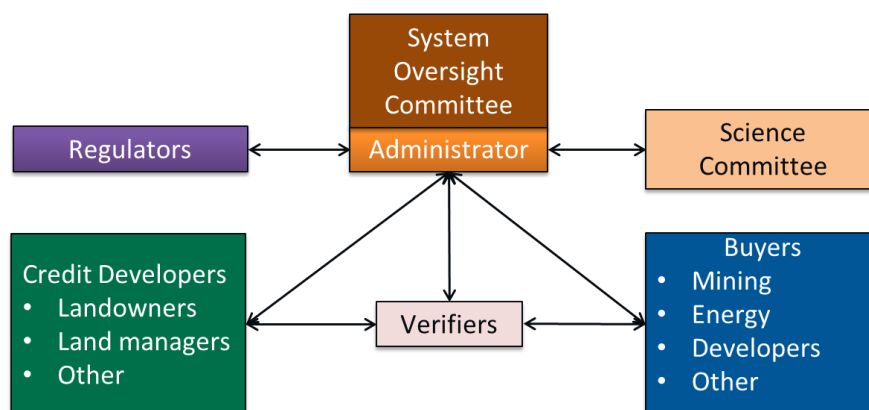 System
Oversight
Committee
Regulators
Administrator
Science
Committee
Credit Developers
• Landowners
• Land managers
• Other
Verifiers
Buyers
• Mining
• Energy
• Developers
• Other